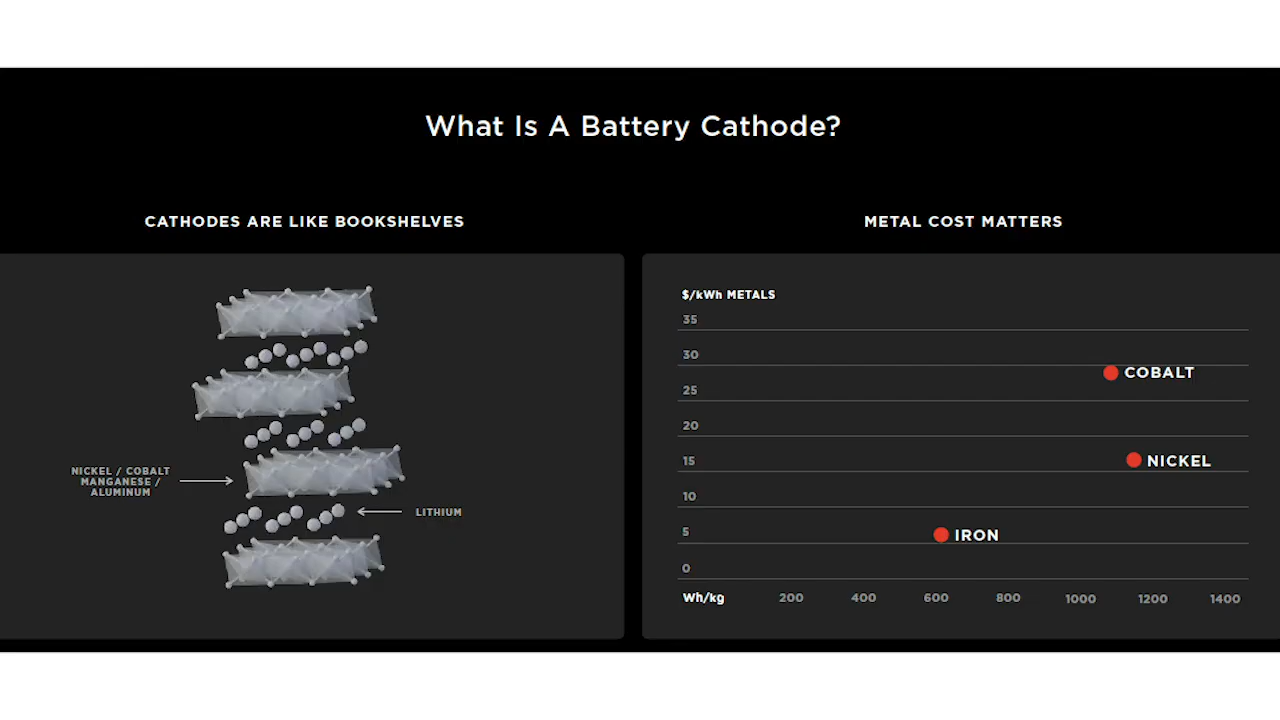 What Is A Battery Cathode?
CATHODES ARE LIKE BOOKSHELVES
NICKEL / COBALT
MANGANESE /
ALUMINUM
LITHIUM
METAL COST MATTERS
$/kWh METALS
35
30
COBALT
25
20
15
NICKEL
10
5
IRON
0
Wh/kg 200 400 600 800 1000 1200 1400